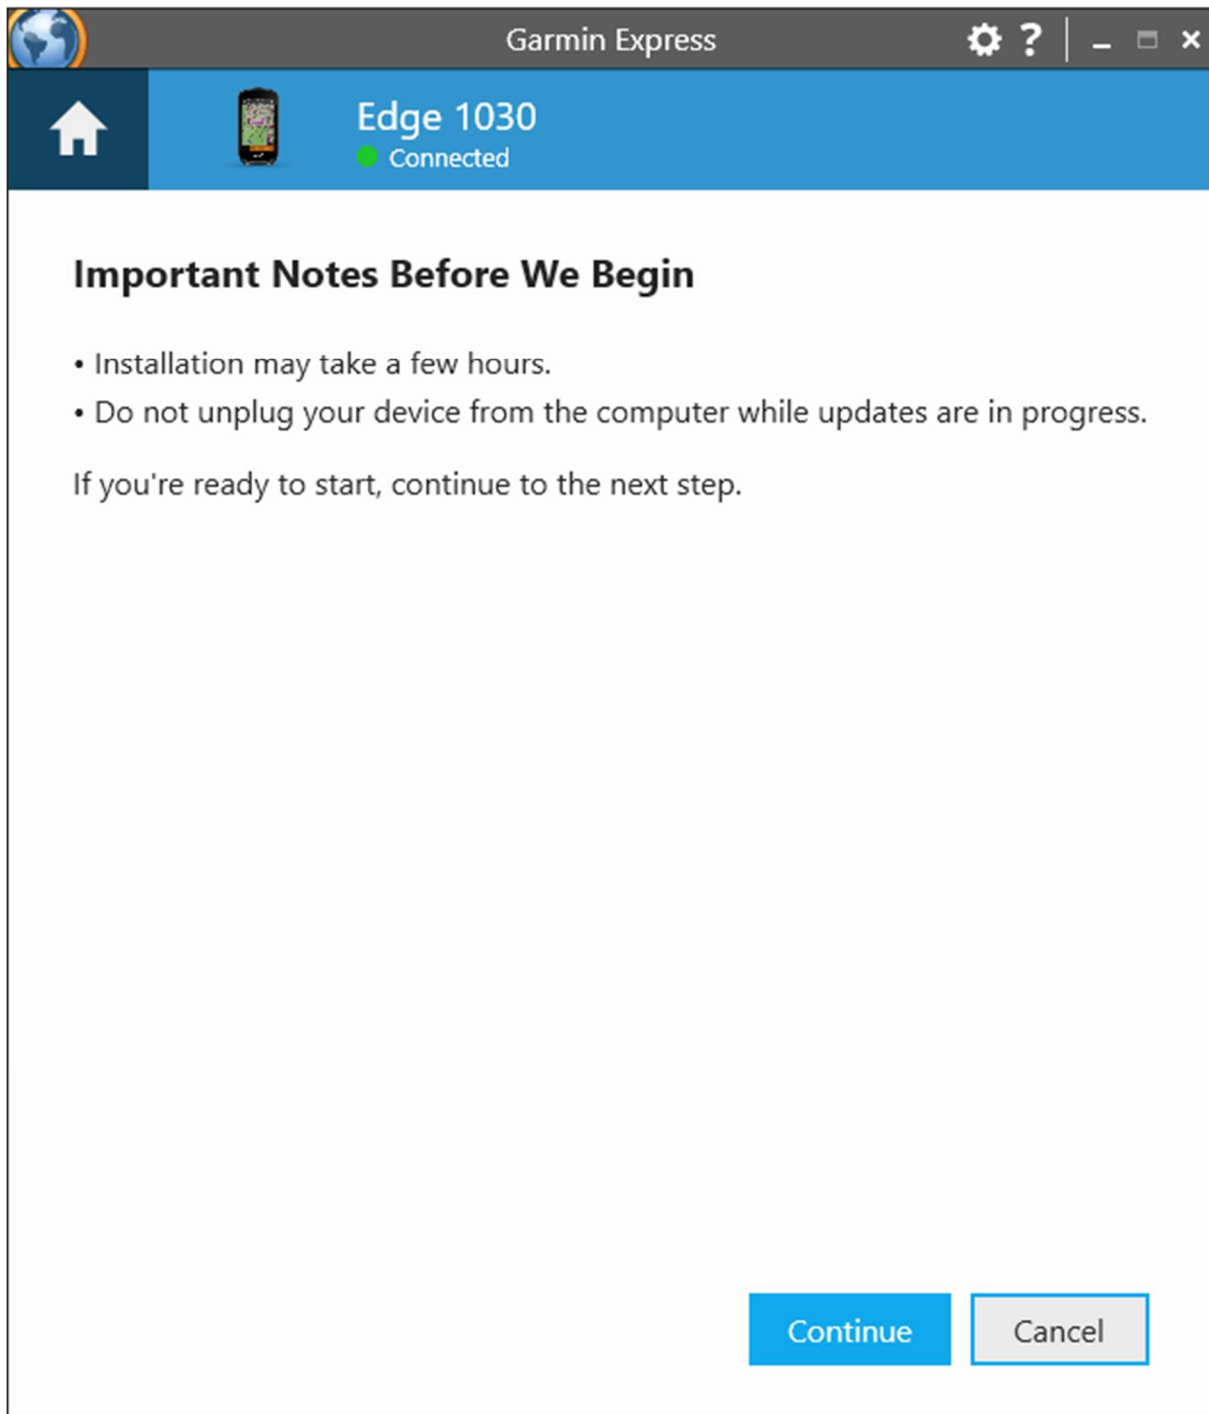 Garmin Express
?
Edge 1030
Connected
Important Notes Before We Begin
• Installation may take a few hours.
• Do not unplug your device from the computer while updates are in progress.
If you're ready to start, continue to the next step.
Continue
Cancel